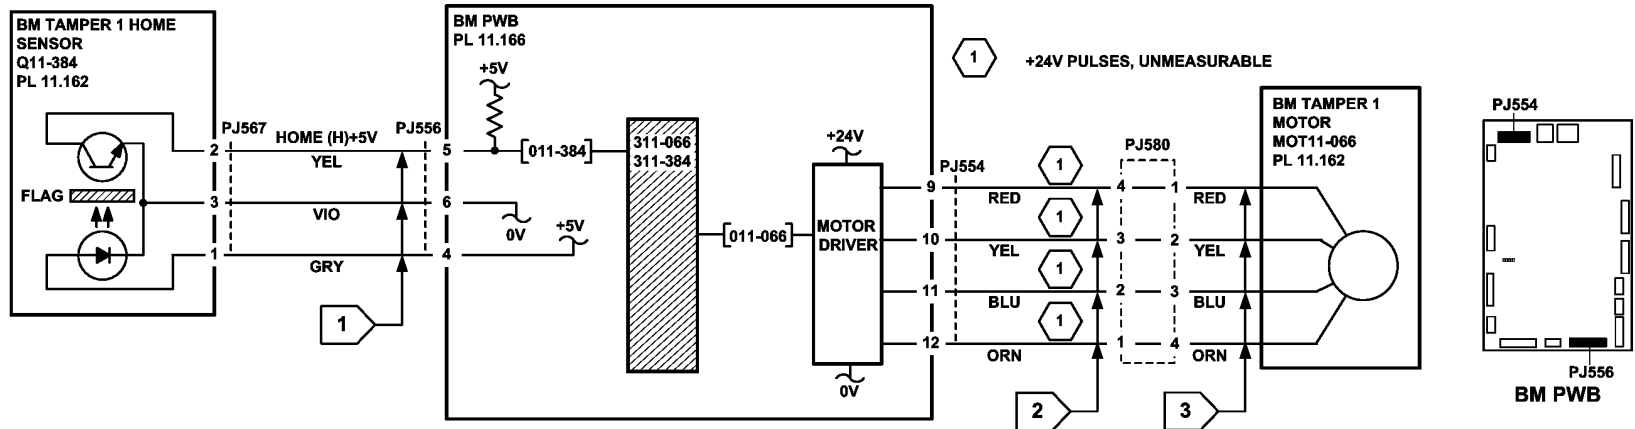 BM TAMPER 1 HOME
SENSOR
Q11-384
PL 11.162
FLAG
2
3
1
PJ567
HOME (H)+5V
YEL
VIO
GRY
PJ556
1
5
6
4
BM PWB
PL 11.166
+5V
0V
+5V
011-384
311-066
311-384
011-066
+24V
MOTOR
DRIVER
0V
9
10
11
12
PJ554
1
+24V PULSES, UNMEASURABLE
RED
YEL
BLU
ORN
1
1
1
1
2
PJ580
4 1
3 2
2 3
1 4
RED
YEL
BLU
ORN
3
BM TAMPER 1
MOTOR
MOT11-066
PL 11.162
PJ554
PJ556
BM PWB